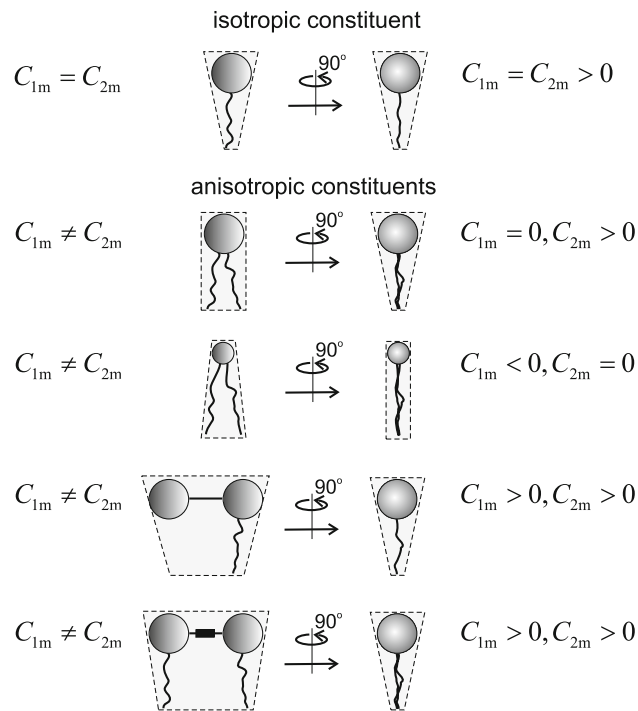 isotropic constituent
C₁ₘ = C₂ₘ 90° C₁ₘ = C₂ₘ > 0
anisotropic constituents
C₁ₘ ≠ C₂ₘ 90° C₁ₘ = 0, C₂ₘ > 0
C₁ₘ ≠ C₂ₘ 90° C₁ₘ < 0, C₂ₘ = 0
C₁ₘ ≠ C₂ₘ 90° C₁ₘ > 0, C₂ₘ > 0
C₁ₘ ≠ C₂ₘ 90° C₁ₘ > 0, C₂ₘ > 0